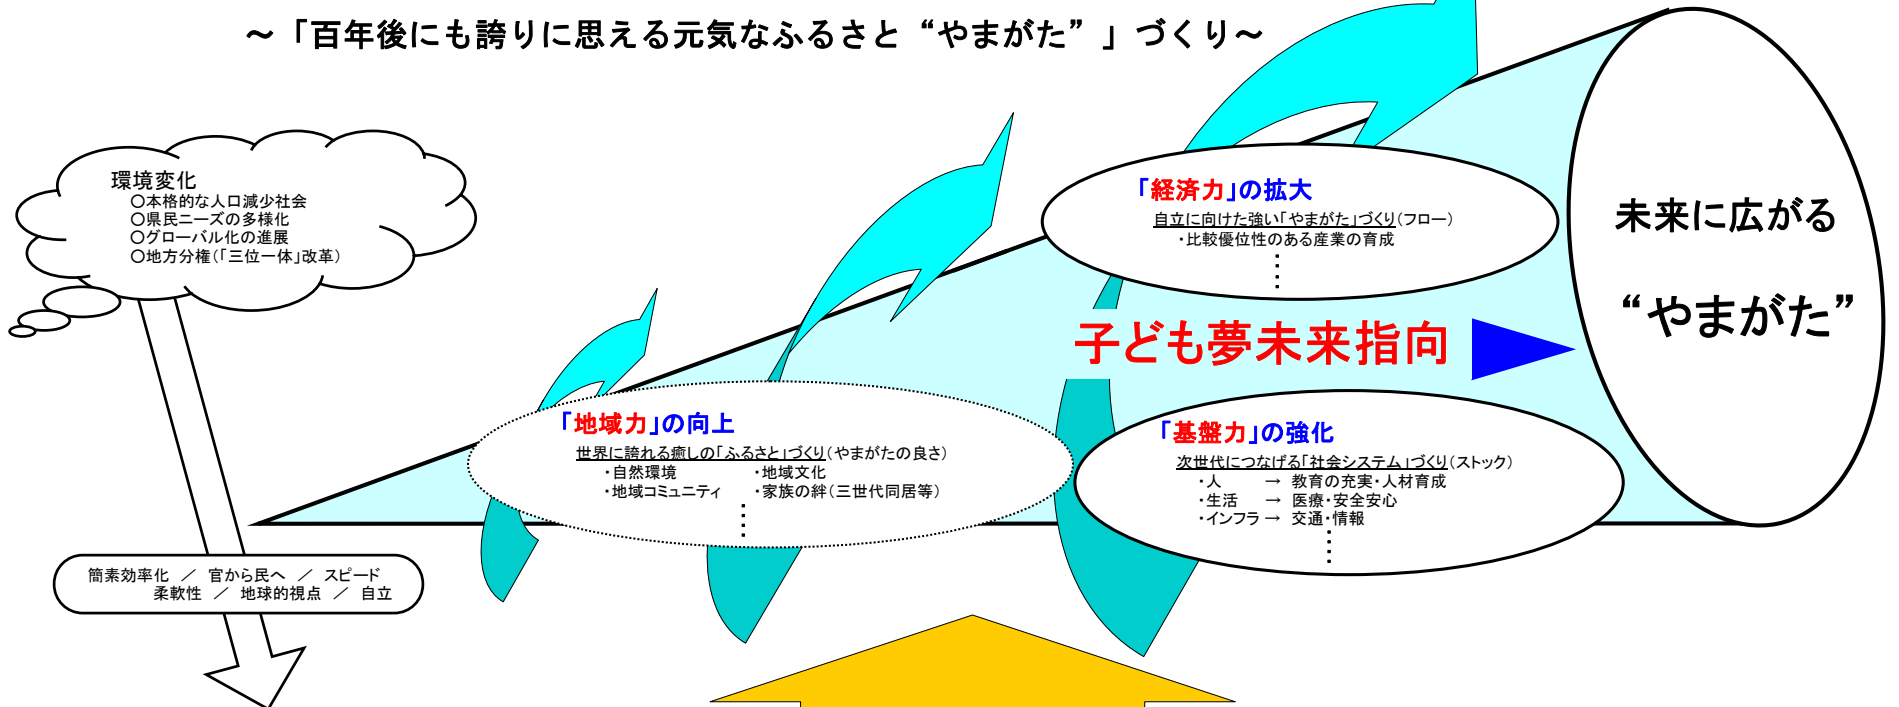 ～「百年後にも誇りに思える元気なふるさと“やまがた”」づくり～
環境変化
○本格的な人口減少社会
○県民ニーズの多様化
○グローバル化の進展
○地方分権(「三位一体」改革)
「経済力」の拡大
自立に向けた強い「やまがた」づくり(フロー)
・比較優位性のある産業の育成
未来に広がる
“やまがた”
子ども夢未来指向
「地域力」の向上
世界に誇れる癒しの「ふるさと」づくり(やまがたの良さ)
・自然環境 ・地域文化
・地域コミュニティ ・家族の絆(三世代同居等)
「基盤力」の強化
次世代につなげる「社会システム」づくり(ストック)
・人 → 教育の充実・人材育成
・生活 → 医療・安全安心
・インフラ → 交通・情報
簡素効率化 ／ 官から民へ ／ スピード
柔軟性 ／ 地球的視点 ／ 自立